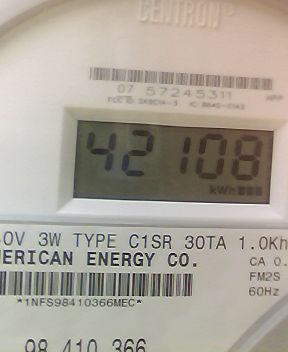 CENTRON®
07 57245311
42108
kWh
0V 3W TYPE C1SR 30TA 1.0Kh
MERICAN ENERGY CO.
CA 0.
FM2S
*1NFS98410366MEC*
60Hz
98 410 366